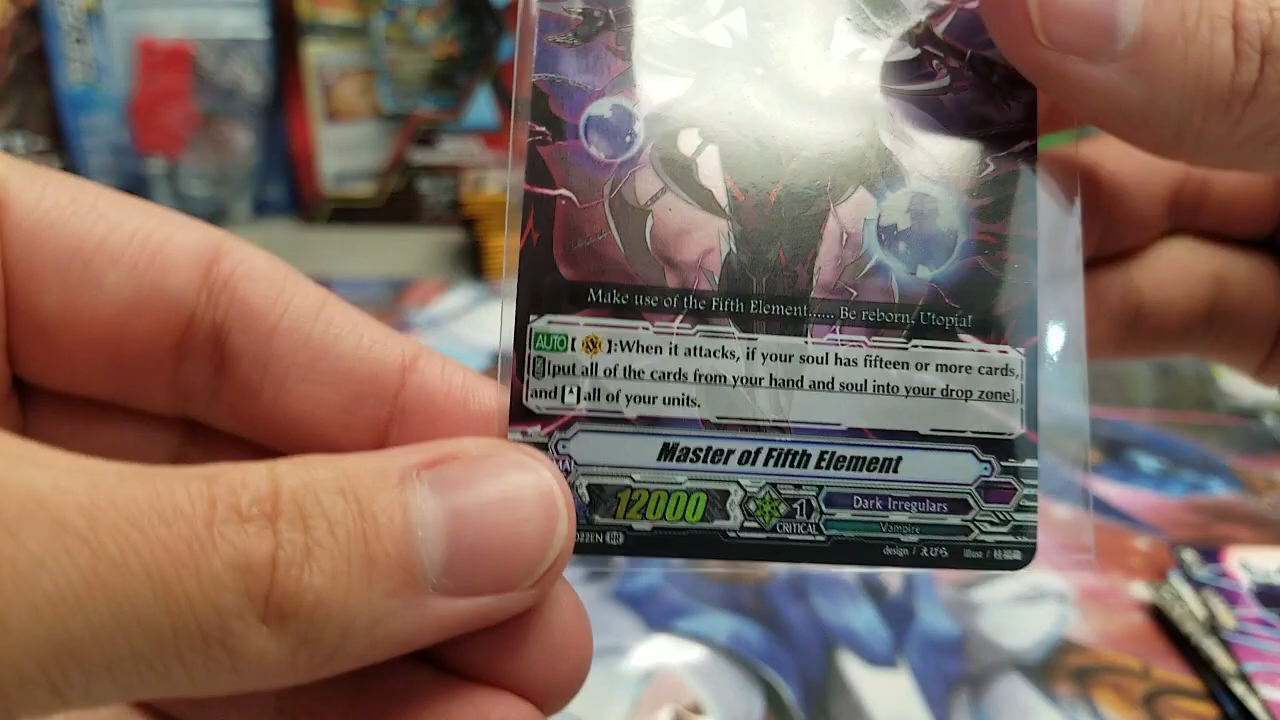 Make use of the Fifth Element...... Be reborn, Utopia!
AUTO [ ]:When it attacks, if your soul has fifteen or more cards,
[put all of the cards from your hand and soul into your drop zone],
and all of your units.
Master of Fifth Element
12000
1
CRITICAL
Dark Irregulars
Vampire
022EN RR
design / えびら illust / 桂福蔵